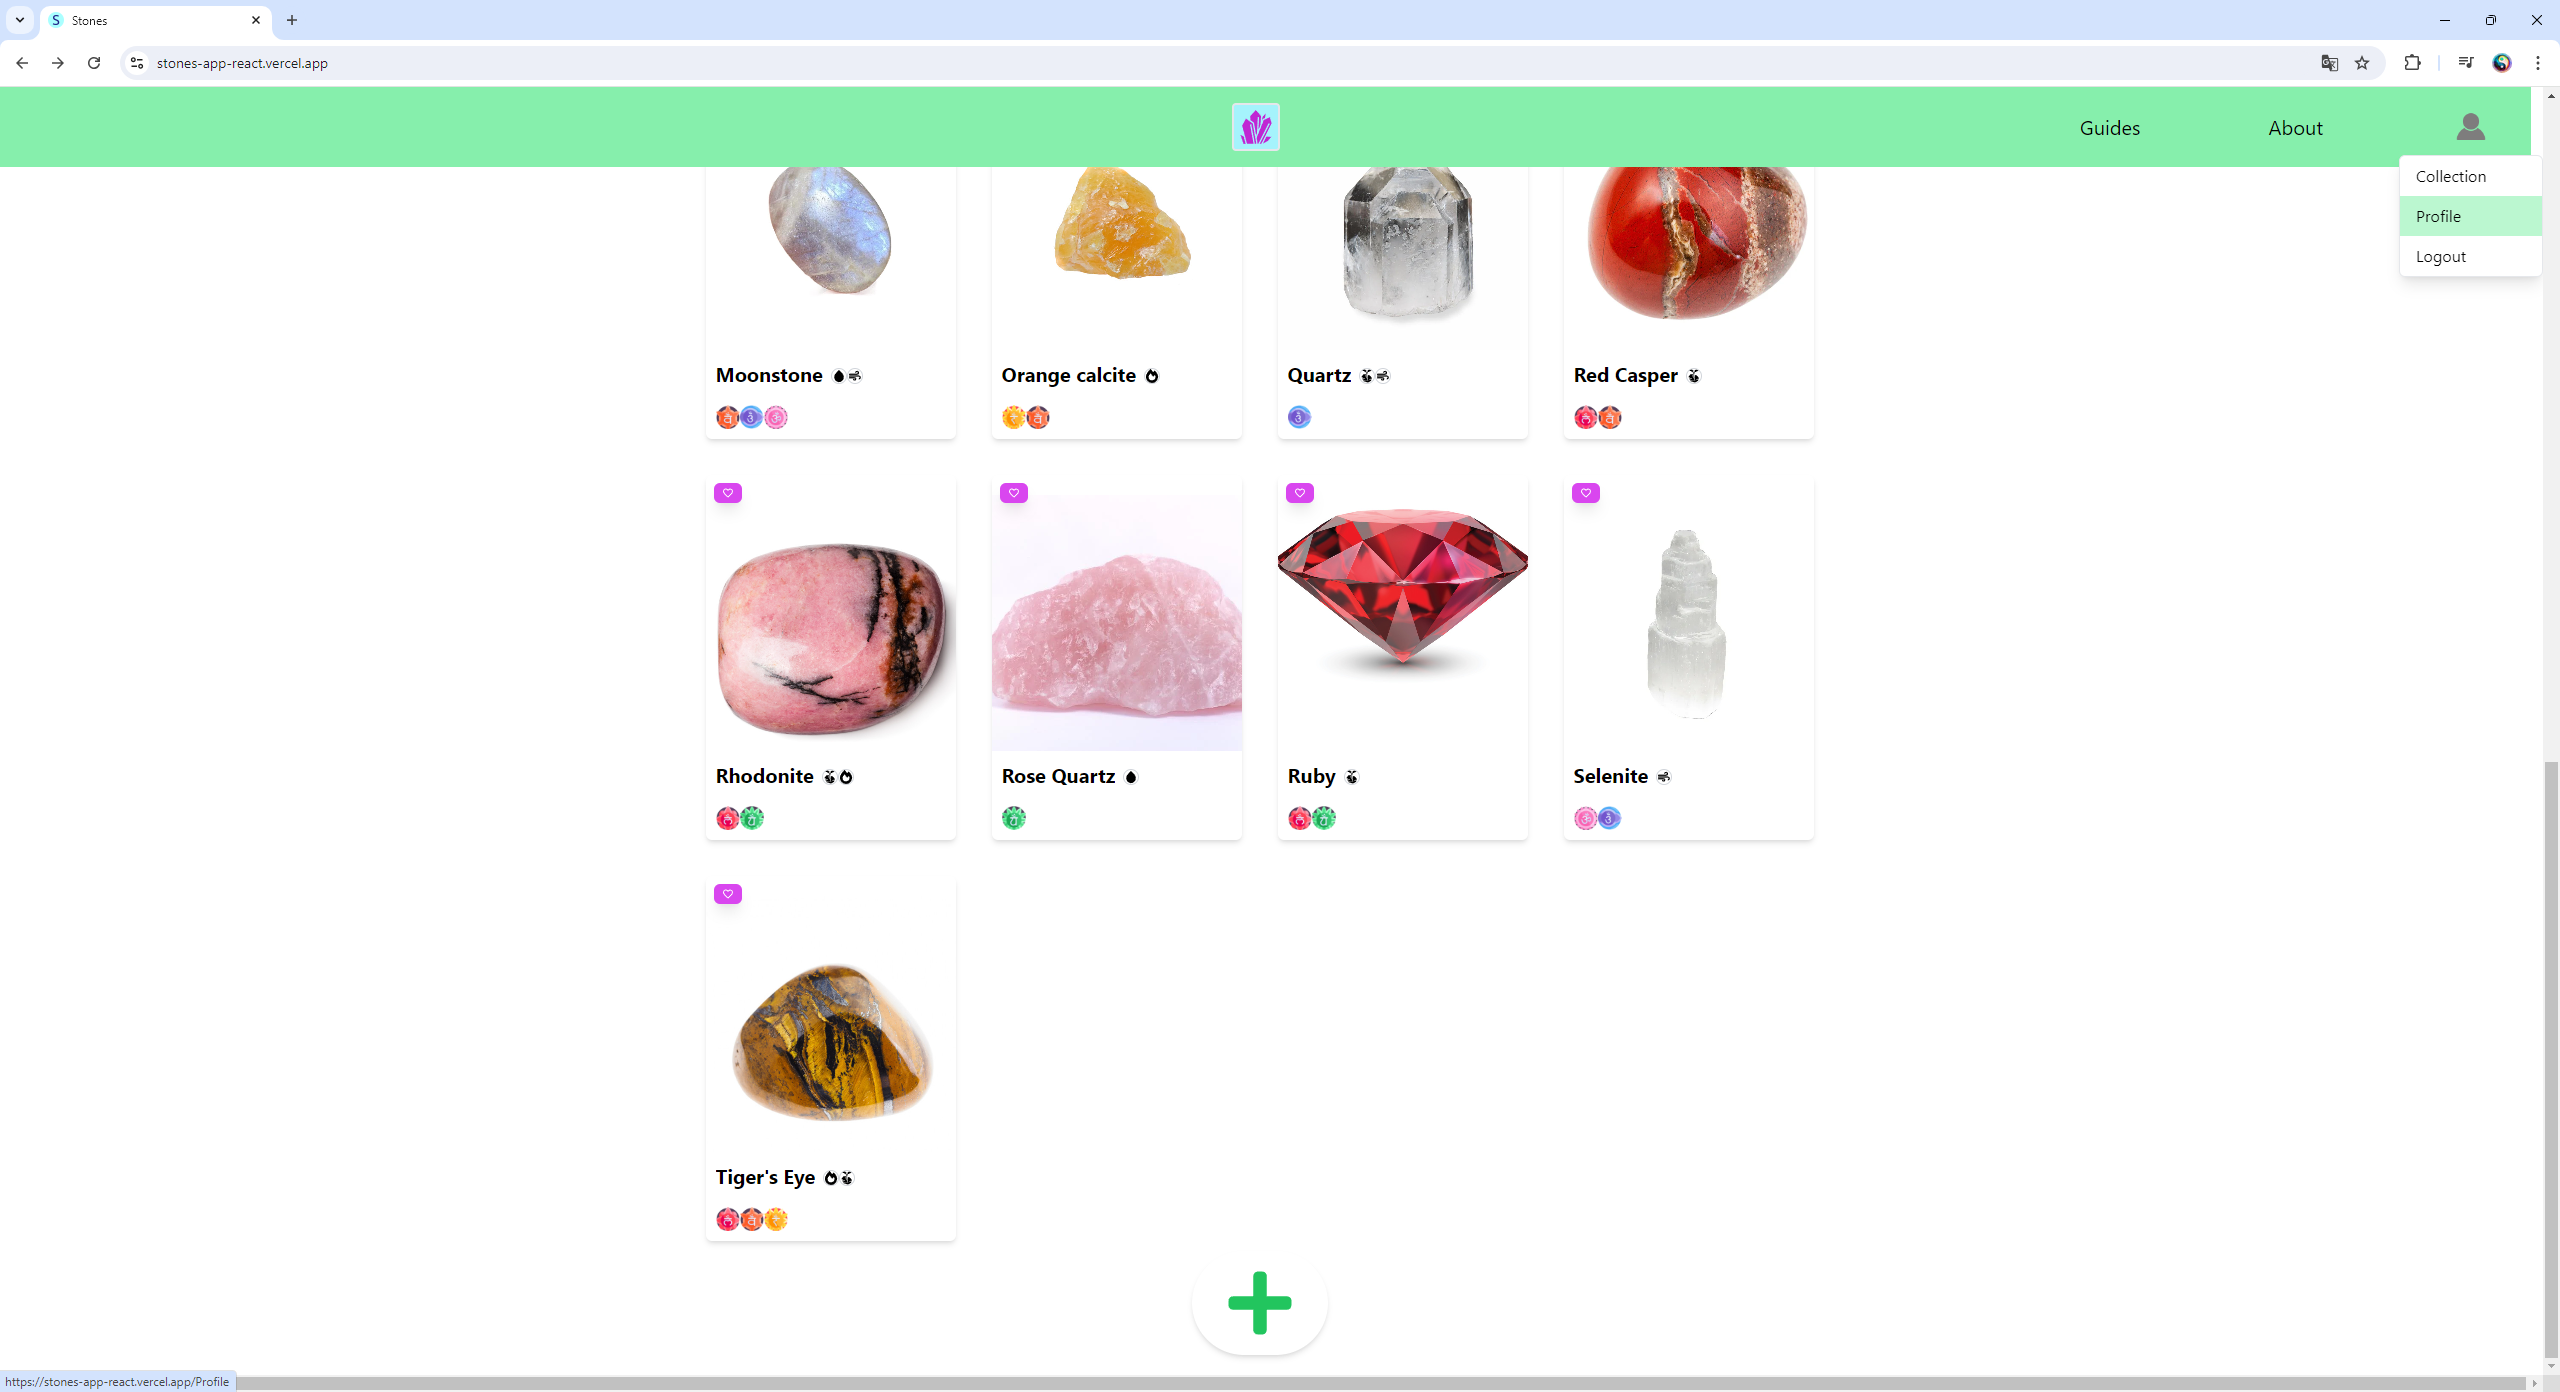 S Stones
stones-app-react.vercel.app
Guides
About
Collection
Profile
Logout
Moonstone
Orange calcite
Quartz
Red Casper
Rhodonite
Rose Quartz
Ruby
Selenite
Tiger's Eye
https://stones-app-react.vercel.app/Profile